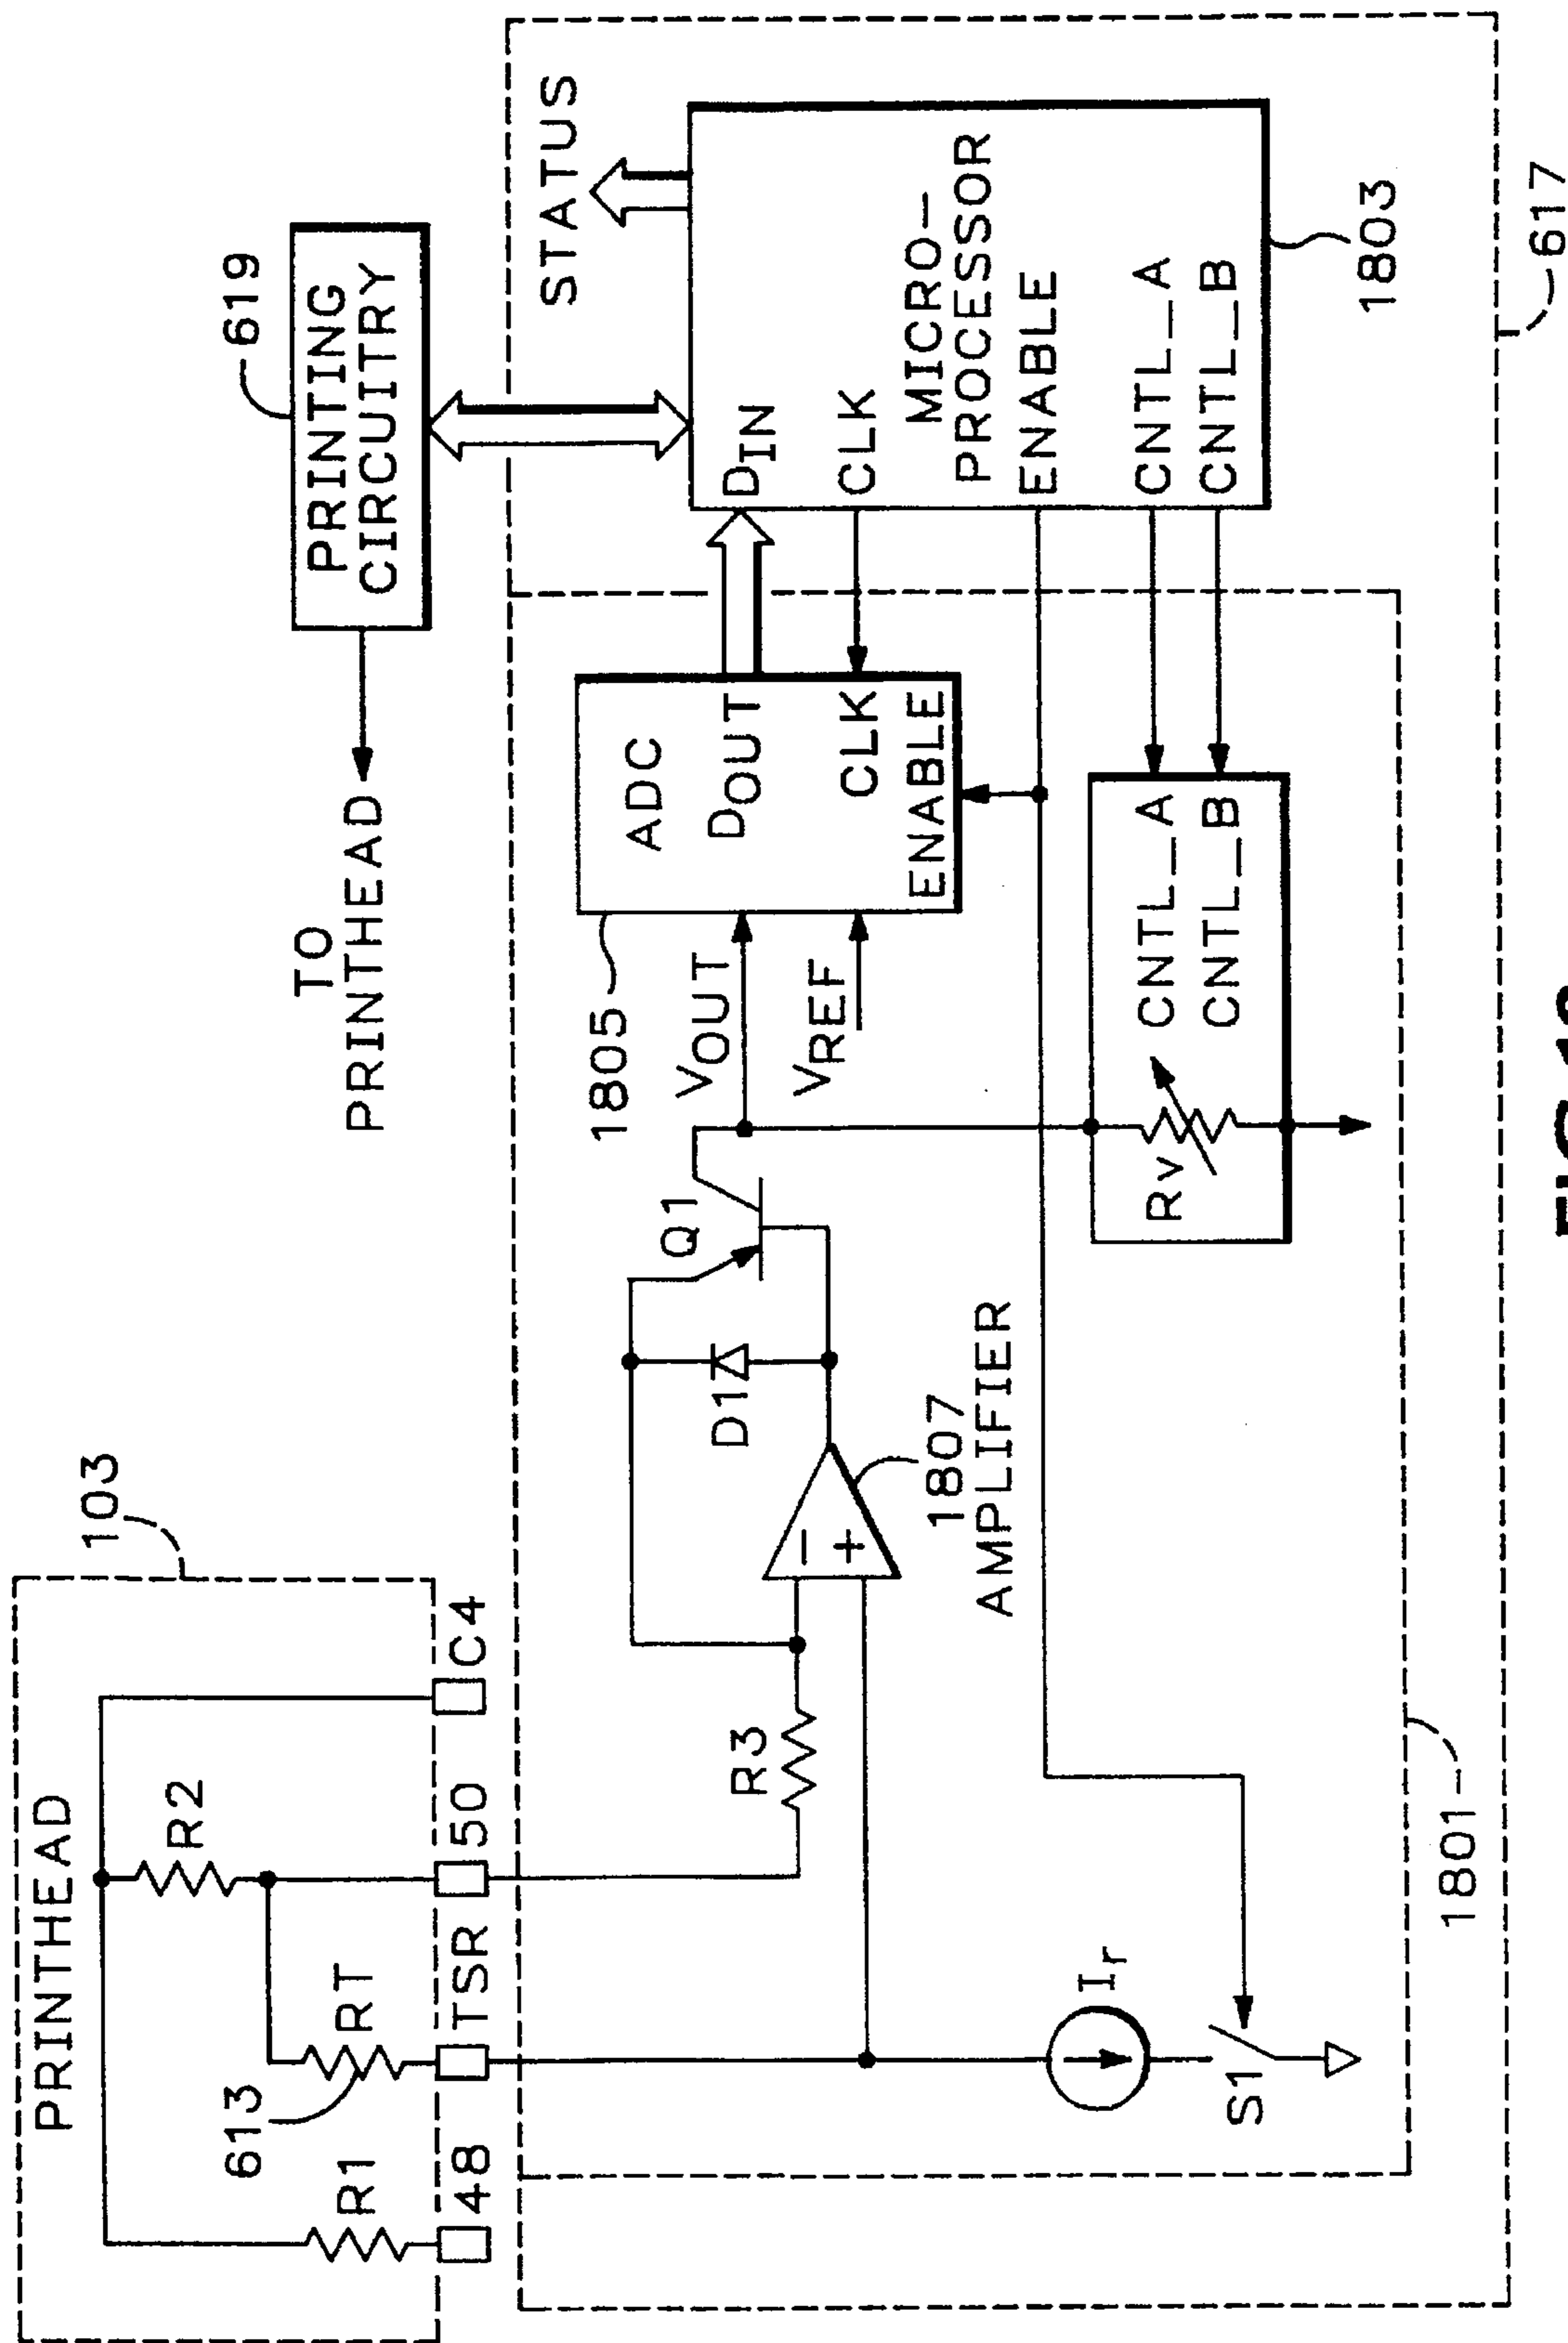 103
PRINTHEAD
R1
613
RT
R2
48
TSR
50
C4
TO
PRINTHEAD
619
PRINTING
CIRCUITRY
STATUS
R3
−
+
1807
AMPLIFIER
D1
Q1
1805
VOUT
VREF
ADC
DOUT
CLK
ENABLE
DIN
CLK
MICRO–
PROCESSOR
ENABLE
CNTL_A
CNTL_B
1803
Ir
S1
Rv
CNTL_A
CNTL_B
1801
617